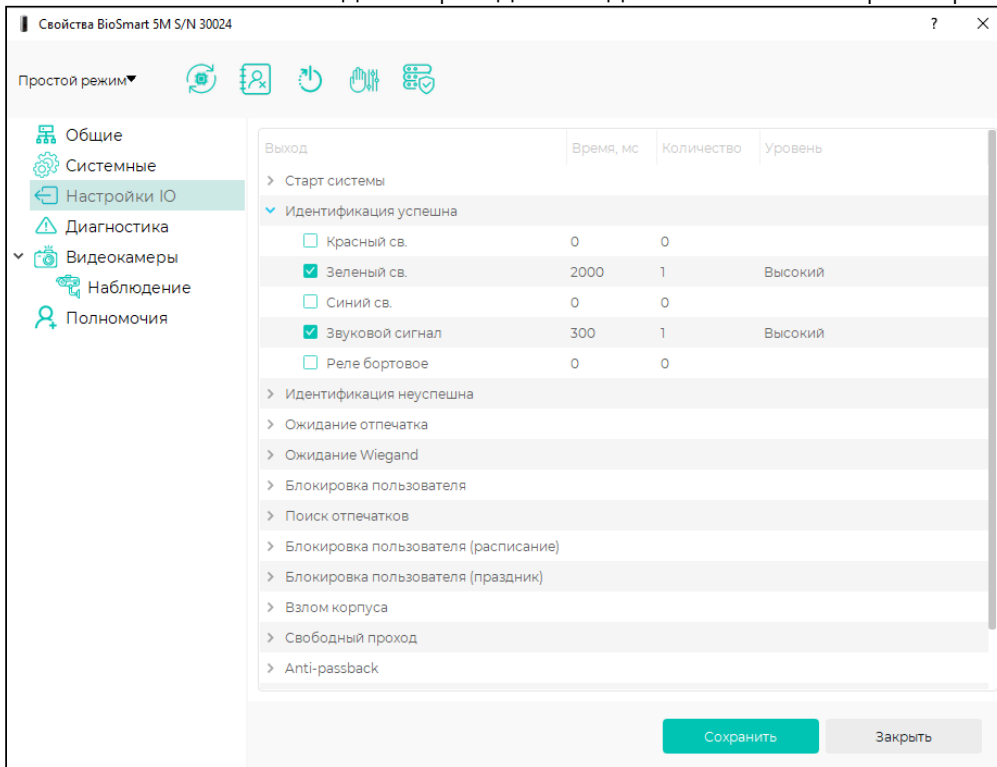 Свойства BioSmart 5M S/N 30024 ? ×
Простой режим▼
Общие
Системные
Настройки IO
Диагностика
Видеокамеры
Наблюдение
Полномочия
Выход Время, мс Количество Уровень
Старт системы
Идентификация успешна
Красный св. 0 0
Зеленый св. 2000 1 Высокий
Синий св. 0 0
Звуковой сигнал 300 1 Высокий
Реле бортовое 0 0
Идентификация неуспешна
Ожидание отпечатка
Ожидание Wiegand
Блокировка пользователя
Поиск отпечатков
Блокировка пользователя (расписание)
Блокировка пользователя (праздник)
Взлом корпуса
Свободный проход
Anti-passback
Сохранить Закрыть